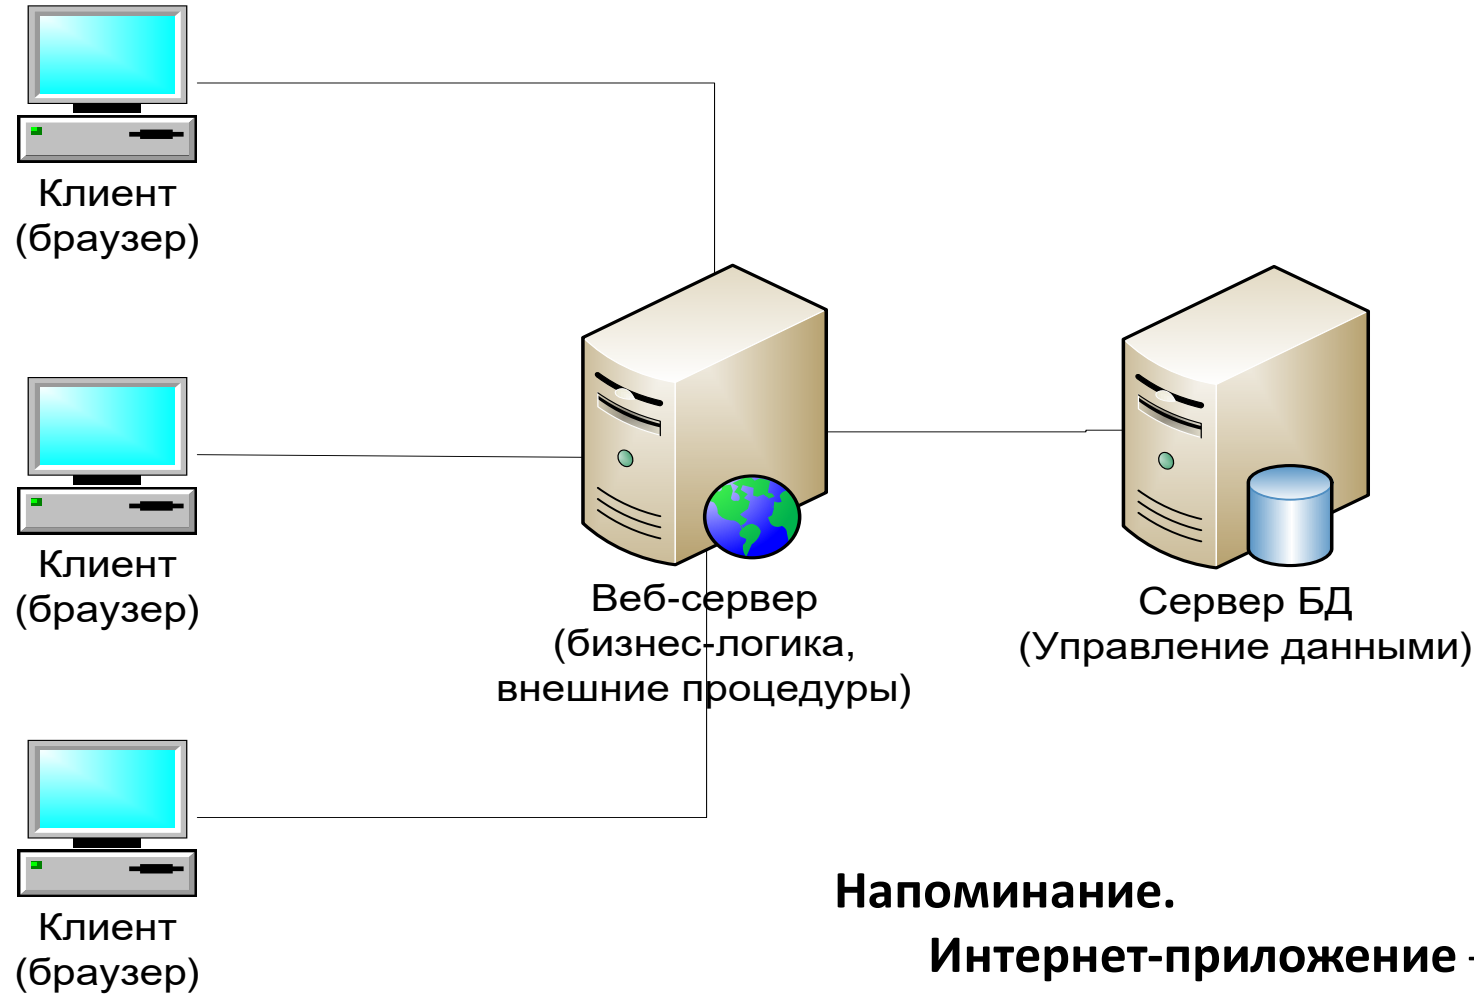 Клиент
(браузер)
Клиент
(браузер)
Веб-сервер
(бизнес-логика,
внешние процедуры)
Сервер БД
(Управление данными)
Клиент
(браузер)
Напоминание.
Интернет-приложение -